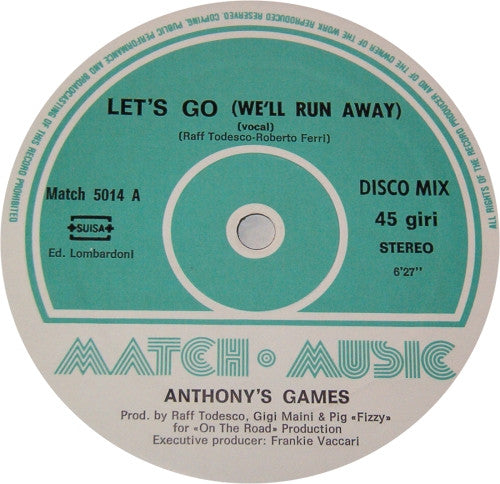 ALL RIGHTS OF THE RECORD PRODUCER AND OF THE OWNER OF THE WORK REPRODUCED RESERVED. COPYING, PUBLIC PERFORMANCE AND BROADCASTING OF THIS RECORD PROHIBITED
LET'S GO (WE'LL RUN AWAY)
(vocal)
(Raff Todesco-Roberto Ferri)
Match 5014 A
DISCO MIX
SUISA
45 giri
Ed. Lombardoni
STEREO
6'27"
MATCH • MUSIC
ANTHONY'S GAMES
Prod. by Raff Todesco, Gigi Maini & Pig «Fizzy»
for «On The Road» Production
Executive producer: Frankie Vaccari